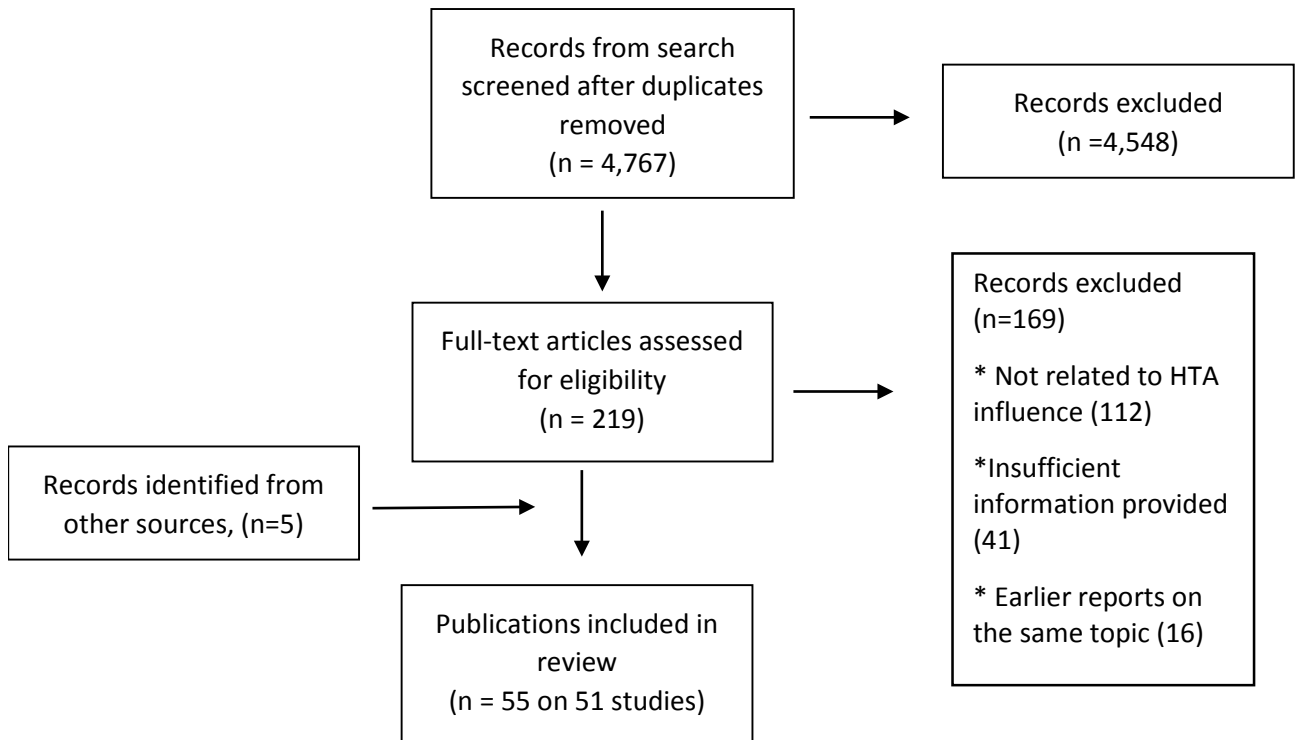 Records from search
screened after duplicates
removed
(n = 4,767)
Records excluded
(n =4,548)
Full-text articles assessed
for eligibility
(n = 219)
Records excluded
(n=169)
* Not related to HTA
influence (112)
*Insufficient
information provided
(41)
* Earlier reports on
the same topic (16)
Records identified from
other sources, (n=5)
Publications included in
review
(n = 55 on 51 studies)